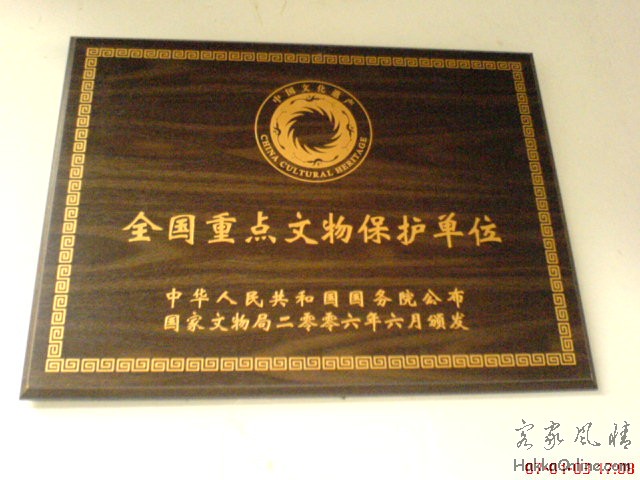 中国文化遗产
CHINA CULTURAL HERITAGE
全国重点文物保护单位
中华人民共和国国务院公布
国家文物局二零零六年六月颁发
客家风情
HakkaOnline.com